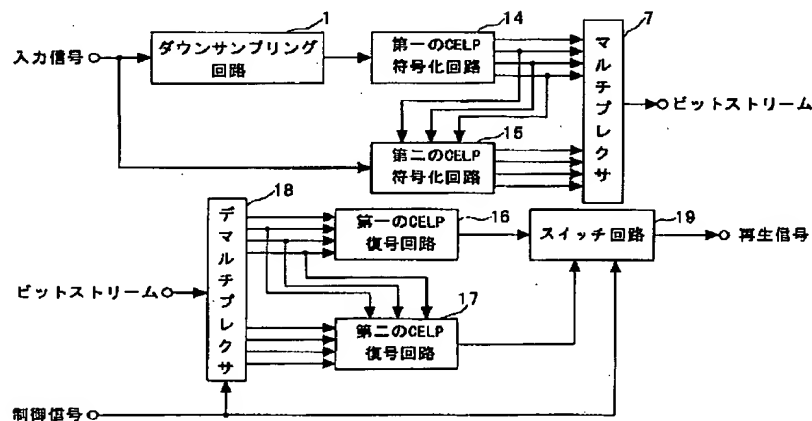 1
14
7
入力信号
ダウンサンプリング
回路
第一のCELP
符号化回路
マルチプレクサ
ビットストリーム
15
第二のCELP
符号化回路
18
デマルチプレクサ
第一のCELP
復号回路
16
19
スイッチ回路
再生信号
ビットストリーム
17
第二のCELP
復号回路
制御信号